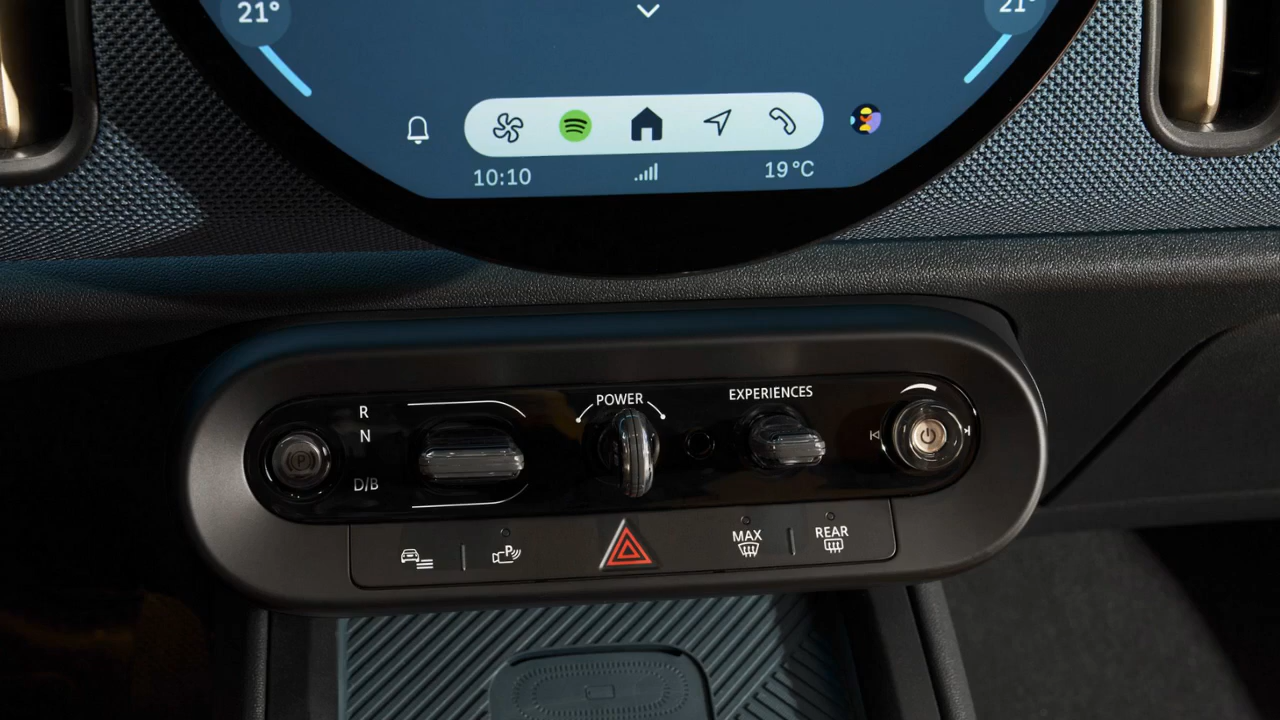 21°
21°
10:10
19°C
POWER
EXPERIENCES
R
N
D/B
P
P
MAX
REAR